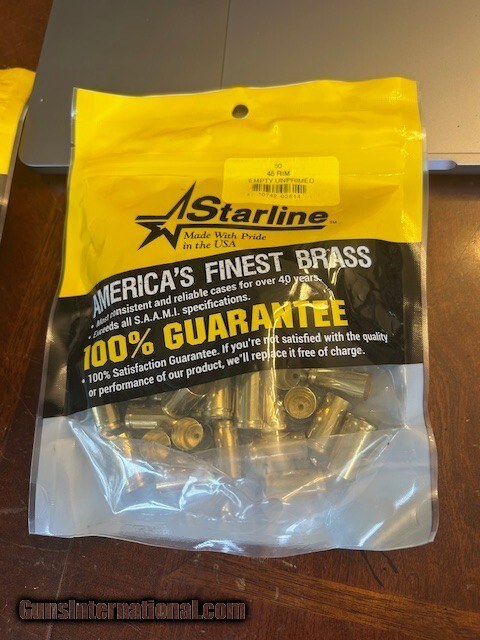 50
45 RIM
EMPTY UNPRIMED
Starline™
Made With Pride
in the USA
AMERICA'S FINEST BRASS
• Most consistent and reliable cases for over 40 years.
• Exceeds all S.A.A.M.I. specifications.
100% GUARANTEE
• 100% Satisfaction Guarantee. If you're not satisfied with the quality
or performance of our product, we'll replace it free of charge.
GunsInternational.com